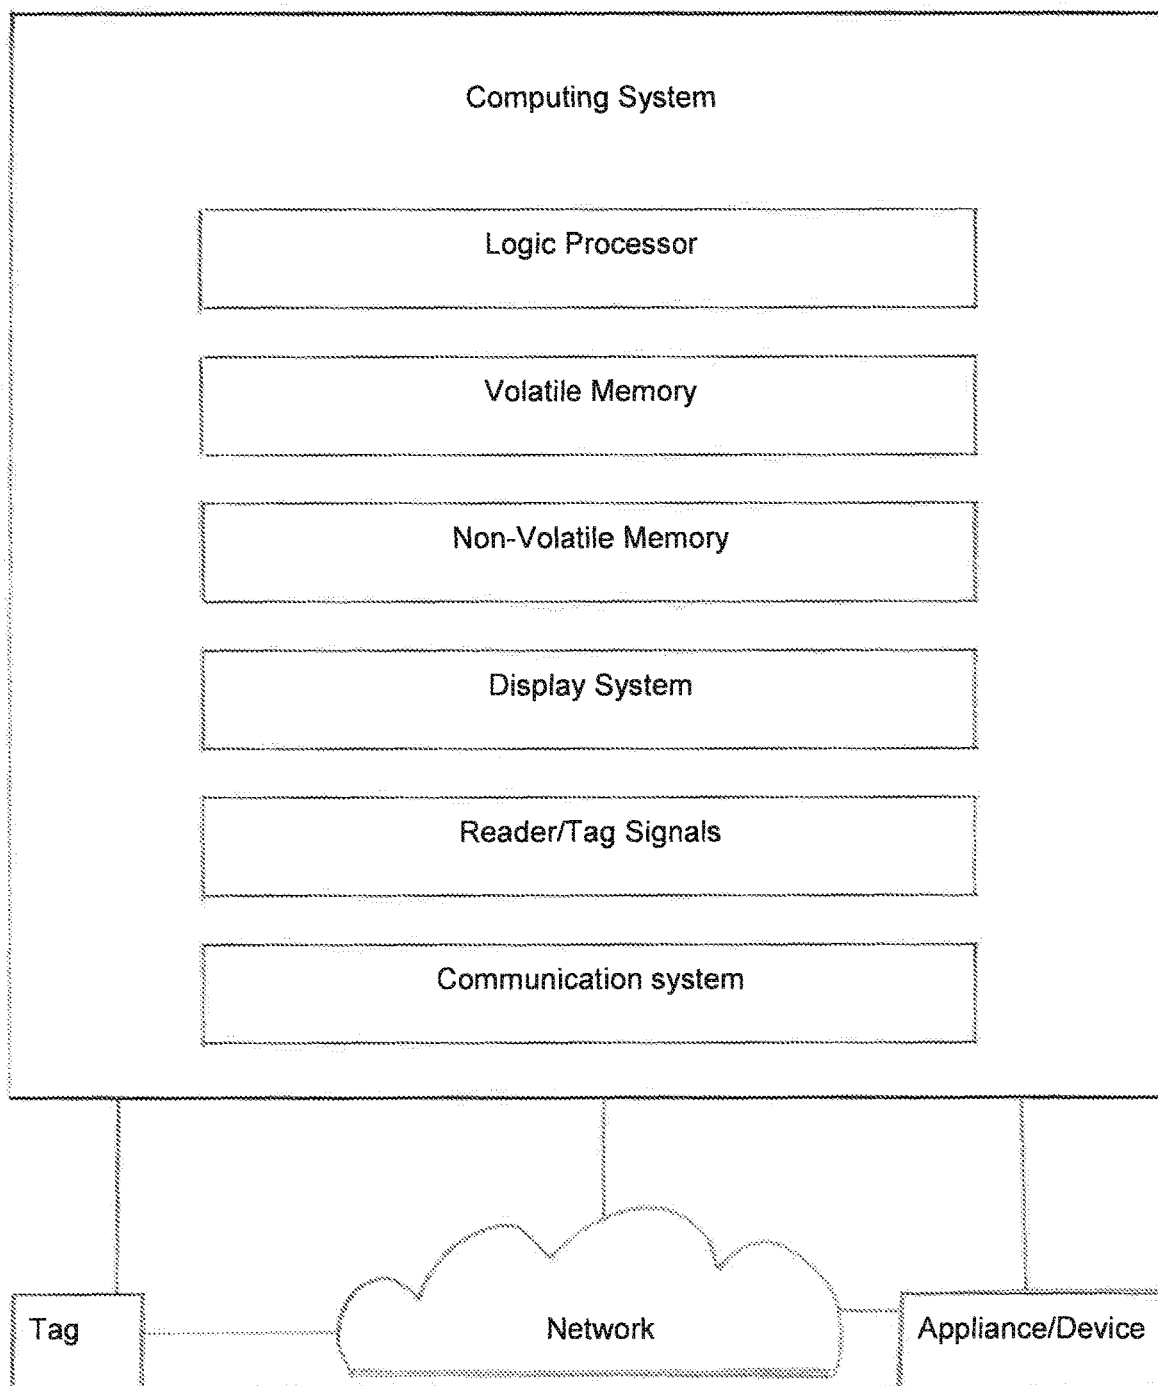 Computing System
Logic Processor
Volatile Memory
Non-Volatile Memory
Display System
Reader/Tag Signals
Communication system
Tag
Network
Appliance/Device